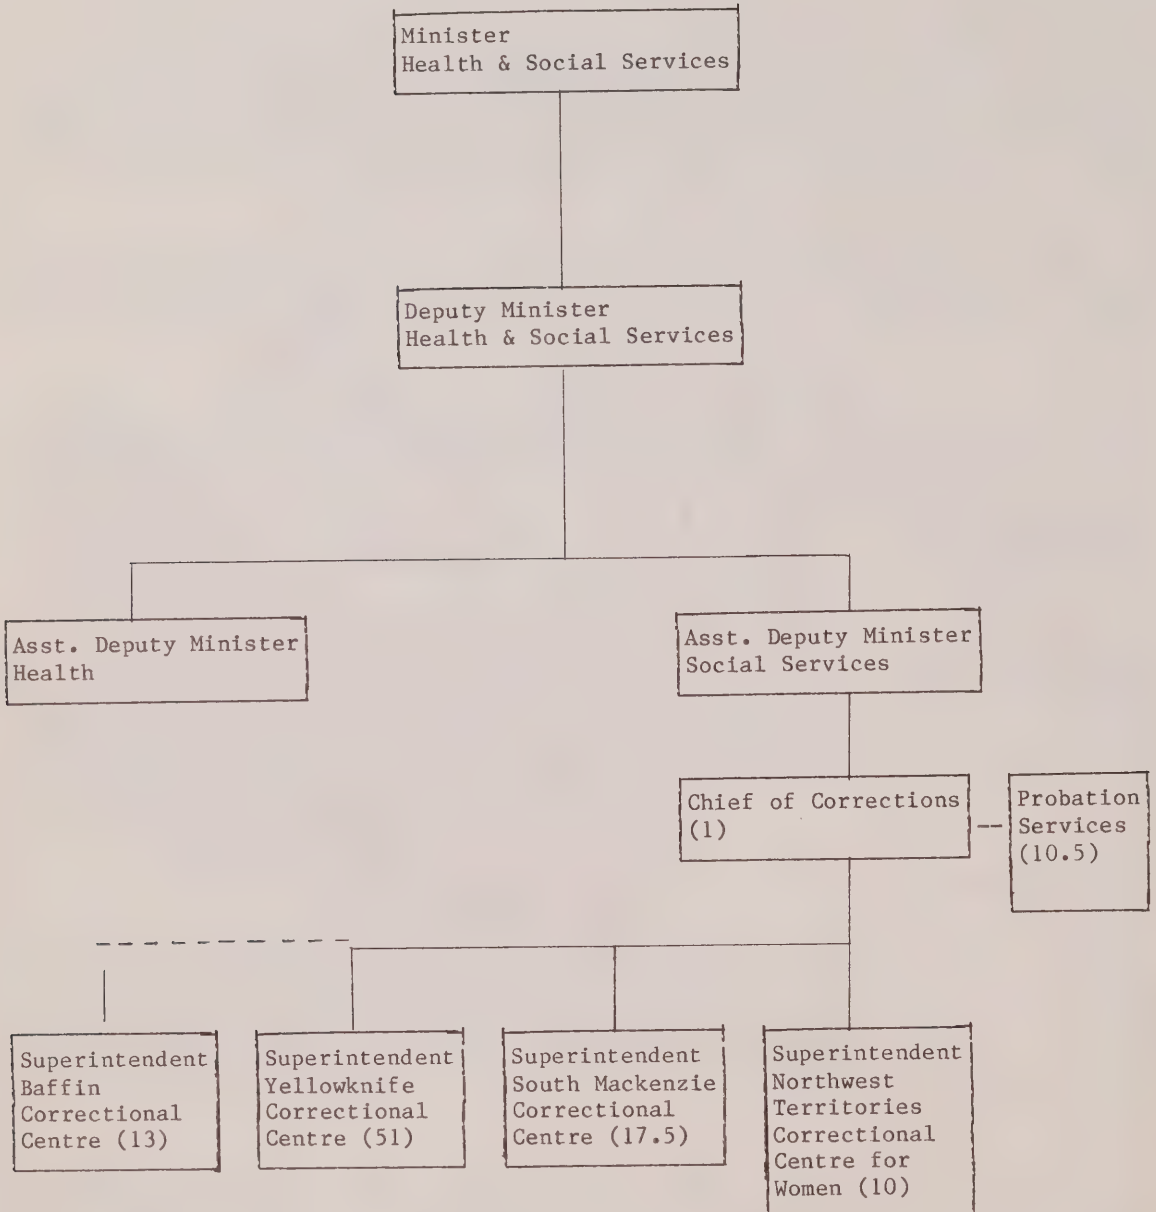 Minister
Health & Social Services
Deputy Minister
Health & Social Services
Asst. Deputy Minister
Health
Asst. Deputy Minister
Social Services
Chief of Corrections
(1)
Probation
Services
(10.5)
Superintendent
Baffin
Correctional
Centre (13)
Superintendent
Yellowknife
Correctional
Centre (51)
Superintendent
South Mackenzie
Correctional
Centre (17.5)
Superintendent
Northwest
Territories
Correctional
Centre for
Women (10)